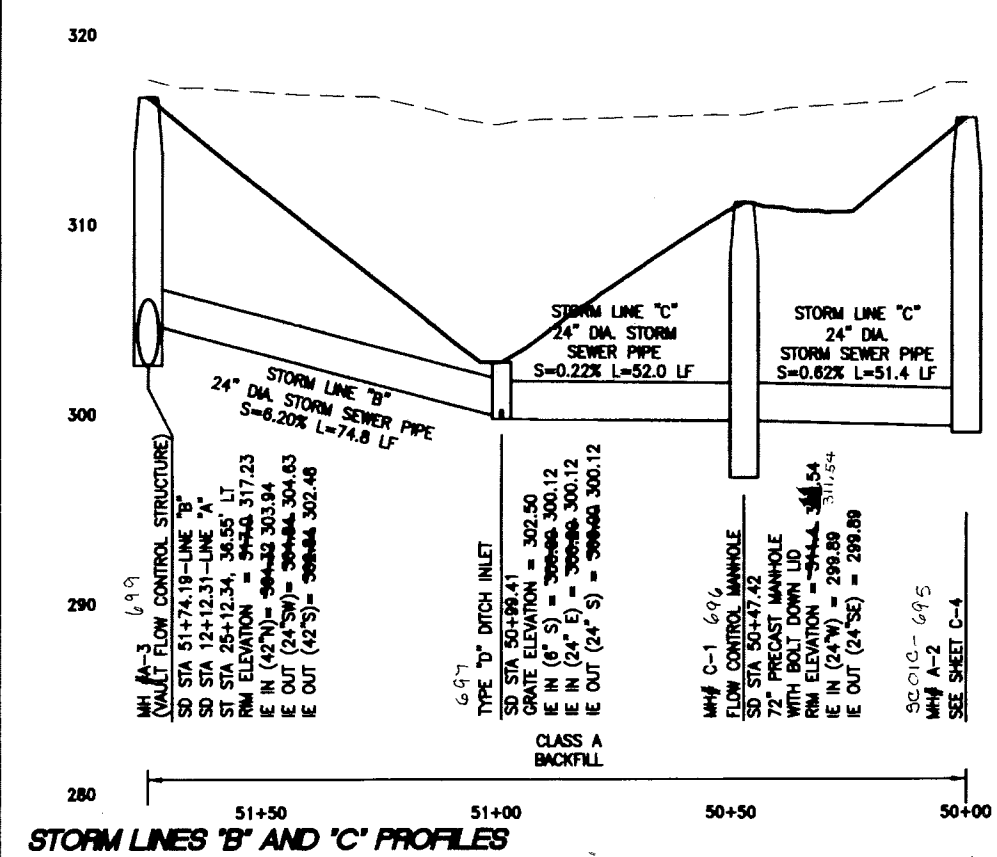 320
310
300
290
280
STORM LINE "B"
24" DIA. STORM SEWER PIPE
S=6.20% L=74.8 LF
STORM LINE "C"
24" DIA. STORM
SEWER PIPE
S=0.22% L=52.0 LF
STORM LINE "C"
24" DIA.
STORM SEWER PIPE
S=0.62% L=51.4 LF
699
MH #A-3
(VAULT FLOW CONTROL STRUCTURE)
SD STA 51+74.19-LINE "B"
SD STA 12+12.31-LINE "A"
ST STA 25+12.34, 36.55' LT
RIM ELEVATION = 317.23
IE IN (42"N)= 303.94
IE OUT (24"SW)= 304.63
IE OUT (42"S)= 302.46
697
TYPE "D" DITCH INLET
SD STA 50+99.41
GRATE ELEVATION = 302.50
IE IN (6" S) = 300.12
IE IN (24" E) = 300.12
IE OUT (24" S) = 300.12
MH# C-1 696
FLOW CONTROL MANHOLE
SD STA 50+47.42
72" PRECAST MANHOLE
WITH BOLT DOWN LID
RIM ELEVATION = .54
311.54
IE IN (24"W) = 299.89
IE OUT (24"SE) = 299.89
MH# A-2
SEE SHEET C-4
CLASS A
BACKFILL
51+50
51+00
50+50
50+00
STORM LINES "B" AND "C" PROFILES